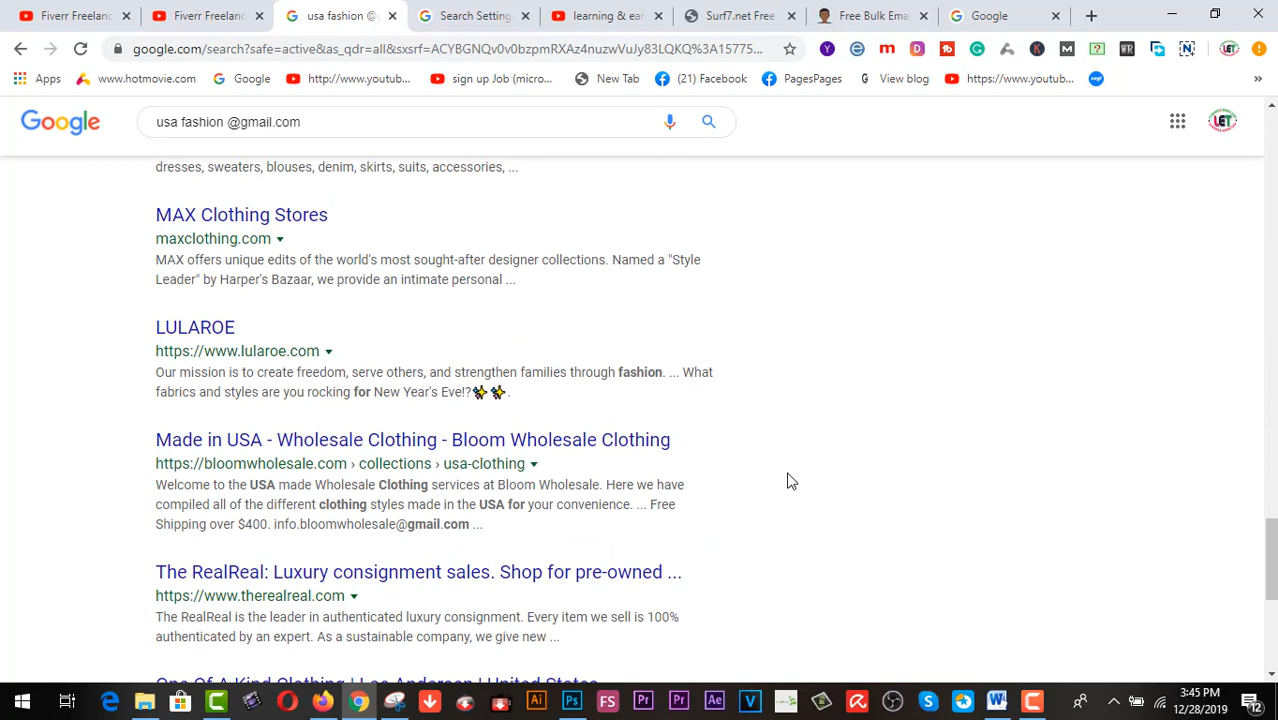 Fiverr Freelanc
Fiverr Freelanc
usa fashion @g
Search Setting
learning & ear
Surf7.net Free
Free Bulk Ema
Google
google.com/search?safe=active&as_qdr=all&sxsrf=ACYBGNQv0v0bzpmRXAz4nuzwVuJy83LQKQ%3A15775...
Apps
www.hotmovie.com
Google
http://www.youtub...
sign up Job (micro...
New Tab
(21) Facebook
PagesPages
View blog
https://www.youtub...
Google
usa fashion @gmail.com
dresses, sweaters, blouses, denim, skirts, suits, accessories, ...
MAX Clothing Stores
maxclothing.com
MAX offers unique edits of the world's most sought-after designer collections. Named a "Style
Leader" by Harper's Bazaar, we provide an intimate personal ...
LULAROE
https://www.lularoe.com
Our mission is to create freedom, serve others, and strengthen families through fashion. ... What
fabrics and styles are you rocking for New Year's Eve!?✨✨.
Made in USA - Wholesale Clothing - Bloom Wholesale Clothing
https://bloomwholesale.com › collections › usa-clothing
Welcome to the USA made Wholesale Clothing services at Bloom Wholesale. Here we have
compiled all of the different clothing styles made in the USA for your convenience. ... Free
Shipping over $400. info.bloomwholesale@gmail.com ...
The RealReal: Luxury consignment sales. Shop for pre-owned ...
https://www.therealreal.com
The RealReal is the leader in authenticated luxury consignment. Every item we sell is 100%
authenticated by an expert. As a sustainable company, we give new ...
One Of A Kind Clothing | Lee Anderson | United States
3:45 PM
12/28/2019